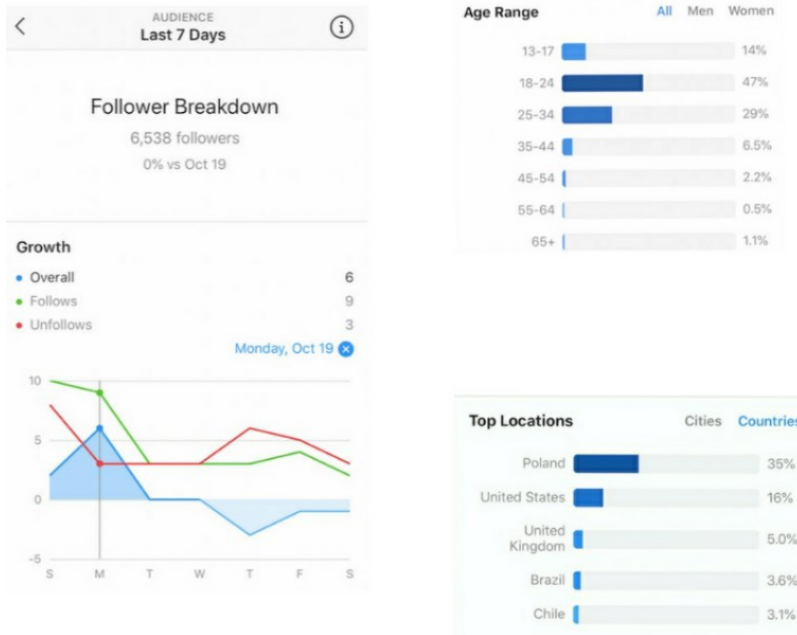 AUDIENCE
Last 7 Days
Follower Breakdown
6,538 followers
0% vs Oct 19
Growth
Overall 6
Follows 9
Unfollows 3
Monday, Oct 19
10
5
0
-5
S M T W T F S
Age Range All Men Women
13-17 14%
18-24 47%
25-34 29%
35-44 6.5%
45-54 2.2%
55-64 0.5%
65+ 1.1%
Top Locations Cities Countries
Poland 35%
United States 16%
United
Kingdom 5.0%
Brazil 3.6%
Chile 3.1%